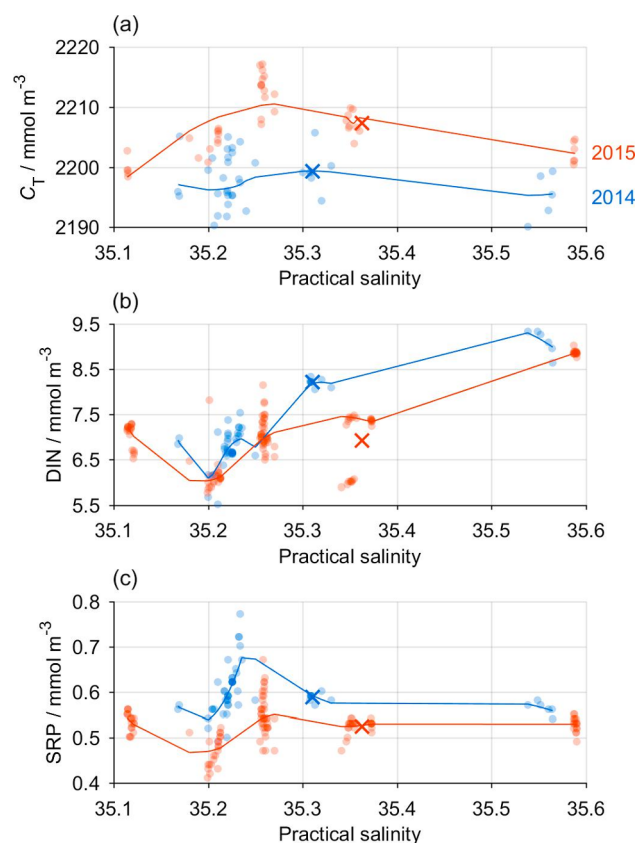 (a)
C_T / mmol m⁻³
2220
2210
2200
2190
2015
2014
35.1 35.2 35.3 35.4 35.5 35.6
Practical salinity
(b)
DIN / mmol m⁻³
9.5
8.5
7.5
6.5
5.5
35.1 35.2 35.3 35.4 35.5 35.6
Practical salinity
(c)
SRP / mmol m⁻³
0.8
0.7
0.6
0.5
0.4
35.1 35.2 35.3 35.4 35.5 35.6
Practical salinity